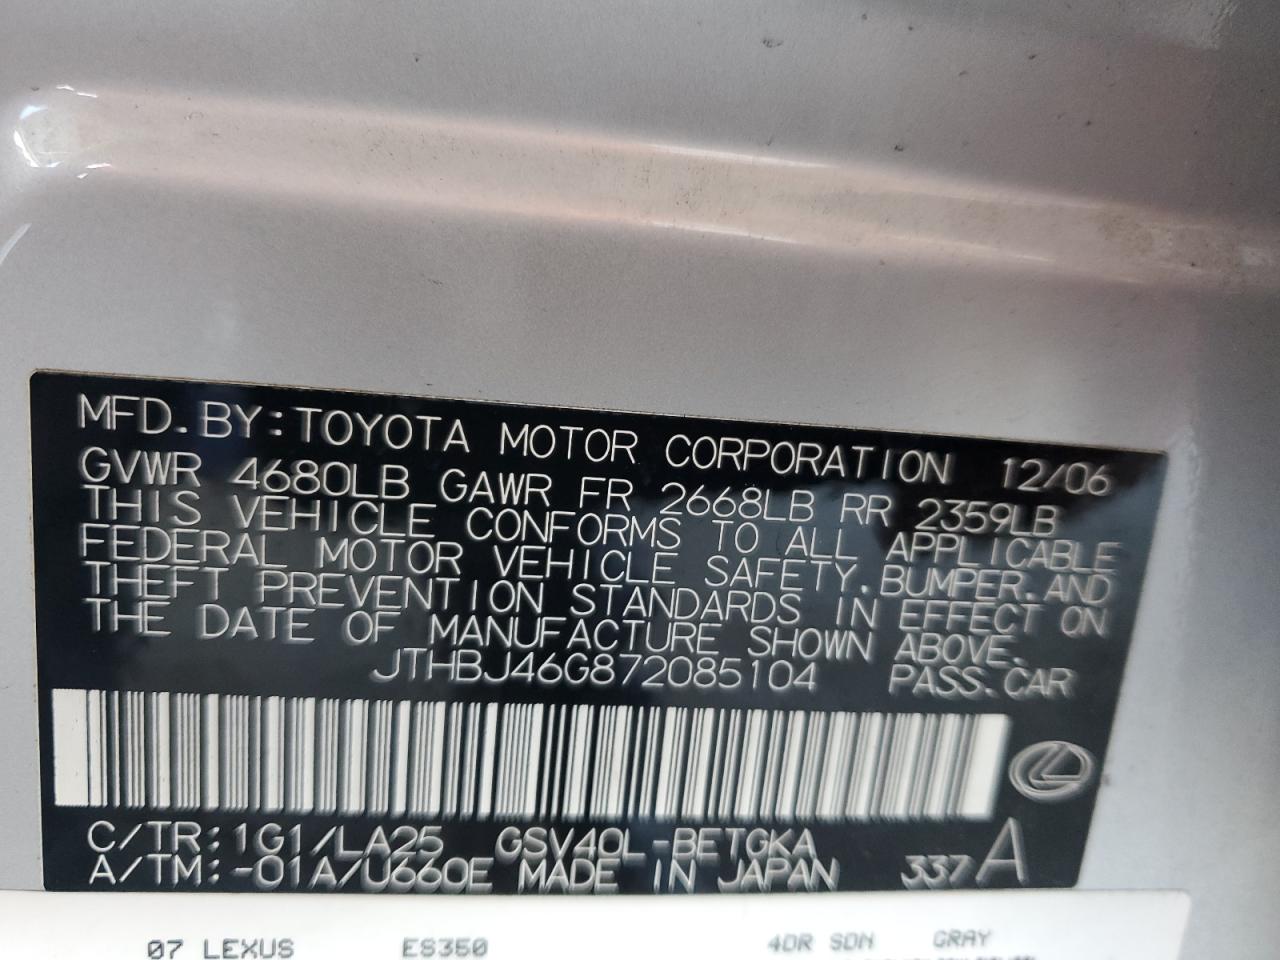 MFD. BY: TOYOTA MOTOR CORPORATION 12/06
GVWR 4680LB GAWR FR 2668LB RR 2359LB
THIS VEHICLE CONFORMS TO ALL APPLICABLE
FEDERAL MOTOR VEHICLE SAFETY, BUMPER, AND
THEFT PREVENTION STANDARDS IN EFFECT ON
THE DATE OF MANUFACTURE SHOWN ABOVE.
JTHBJ46G872085104 PASS. CAR
C/TR: 1G1/LA25 GSV40L-BETGKA
A/TM: -01A/U660E MADE IN JAPAN 337 A
07 LEXUS ES350 4DR SDN GRAY